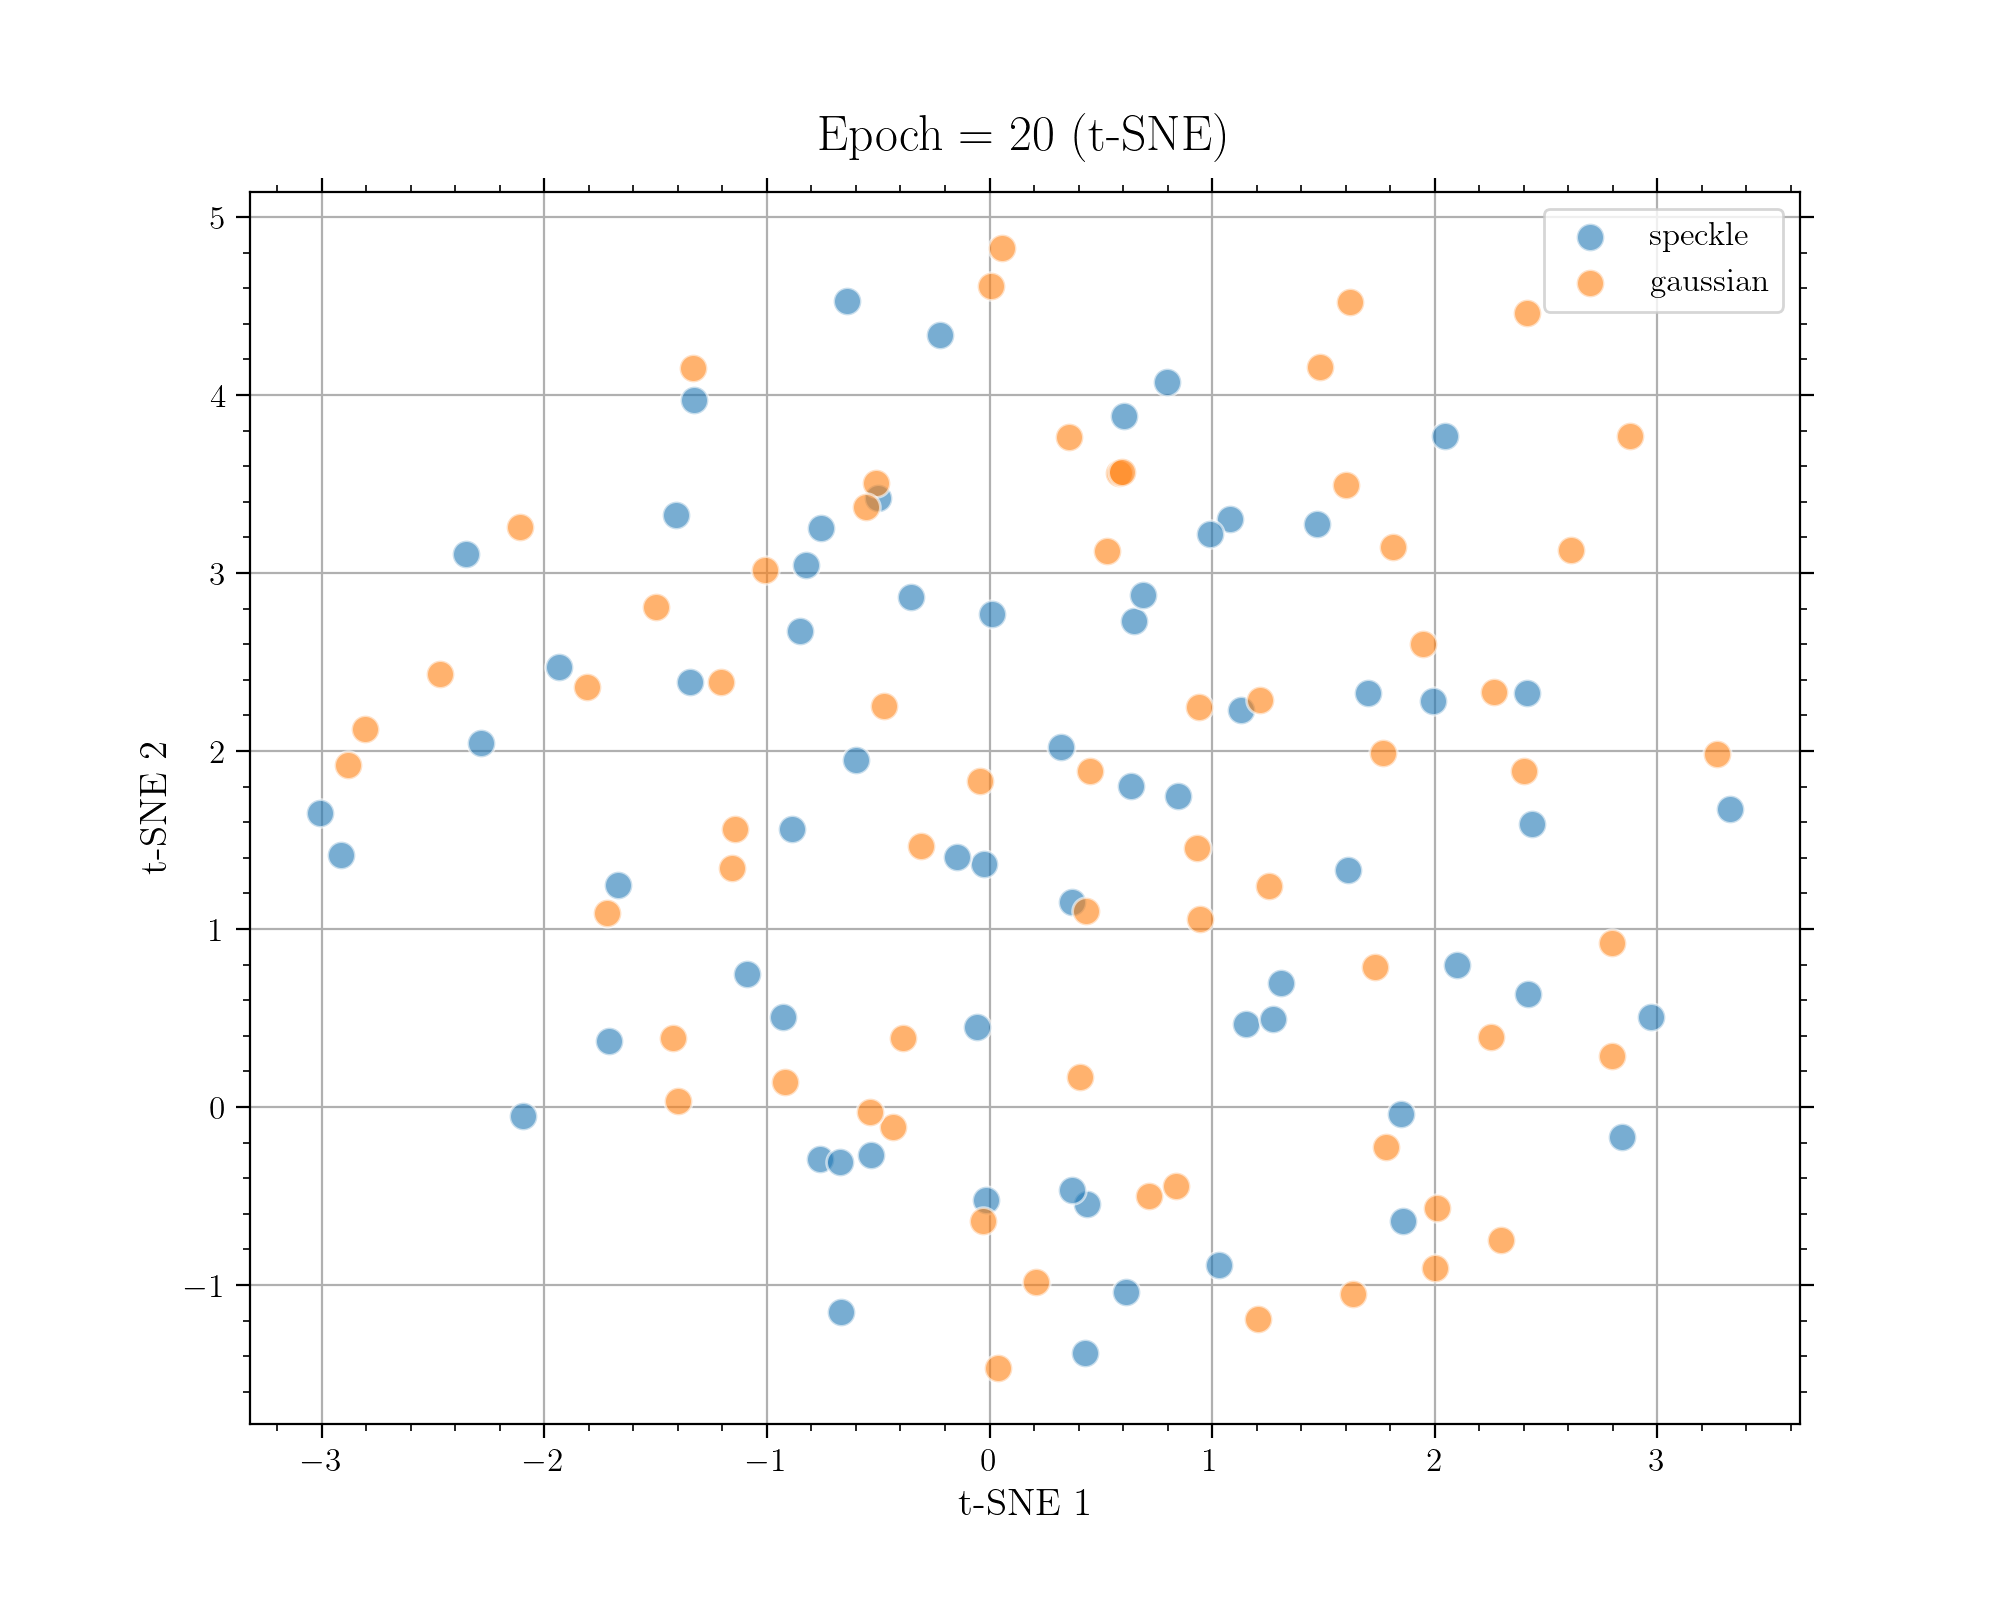 Epoch = 20 (t-SNE)
speckle
gaussian
5
4
3
2
1
0
−1
t-SNE 2
−3 −2 −1 0 1 2 3
t-SNE 1